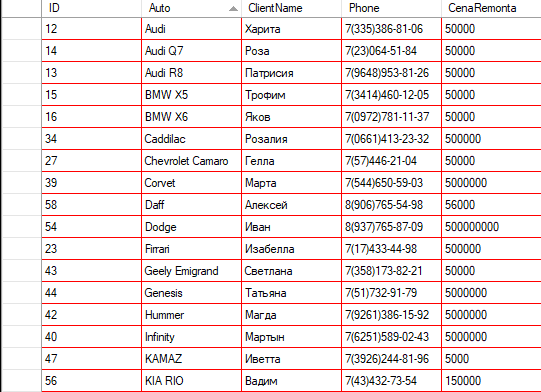 ID Auto ClientName Phone CenaRemonta
12 Audi Харита 7(335)386-81-06 50000
14 Audi Q7 Роза 7(23)064-51-84 50000
13 Audi R8 Патрисия 7(9648)953-81-26 50000
15 BMW X5 Трофим 7(3414)460-12-05 50000
16 BMW X6 Яков 7(0972)781-11-37 50000
34 Caddilac Розалия 7(0661)413-23-32 500000
27 Chevrolet Camaro Гелла 7(57)446-21-04 50000
39 Corvet Марта 7(544)650-59-03 5000000
58 Daff Алексей 8(906)765-54-98 56000
54 Dodge Иван 8(937)765-87-09 500000000
23 Firrari Изабелла 7(17)433-44-98 500000
43 Geely Emigrand Светлана 7(358)173-82-21 50000
44 Genesis Татьяна 7(51)732-91-79 5000000
42 Hummer Магда 7(9261)386-15-92 5000000
40 Infinity Мартын 7(6251)589-02-43 5000000
47 KAMAZ Иветта 7(3926)244-81-96 5000
56 KIA RIO Вадим 7(43)432-73-54 150000